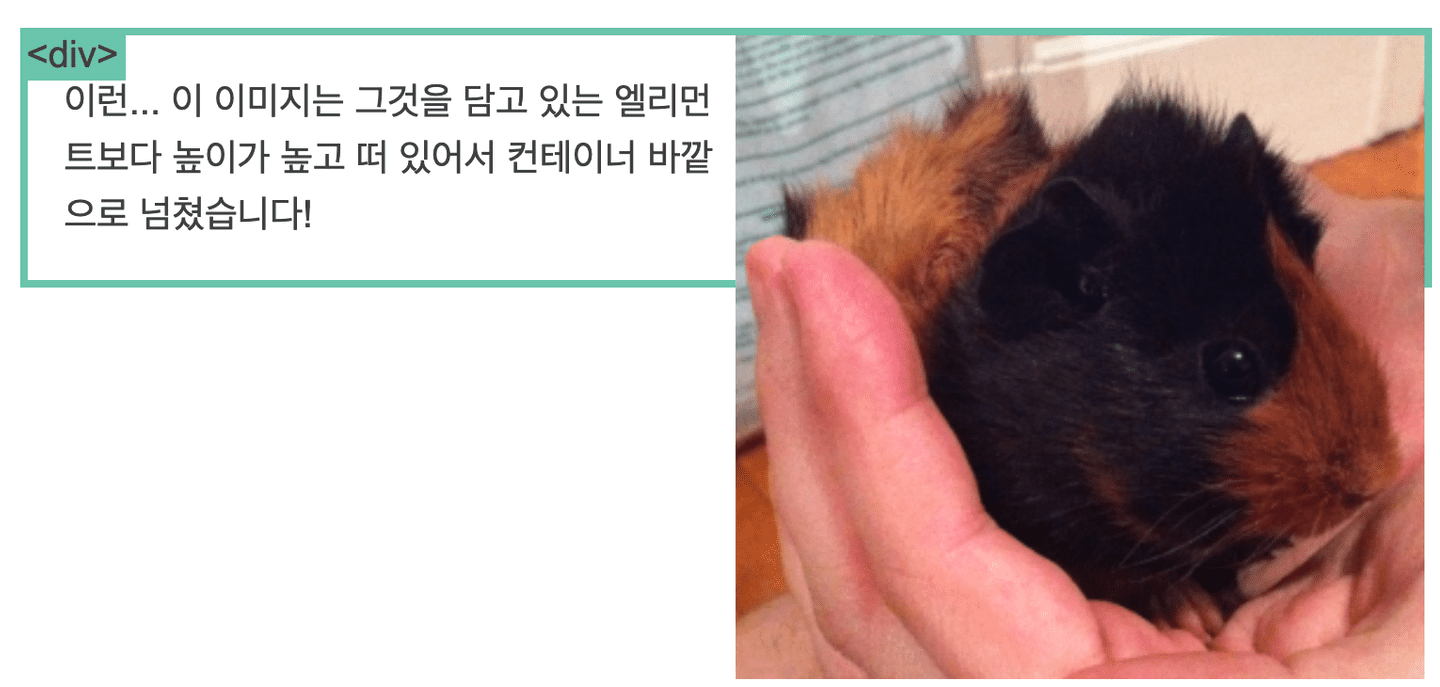 <div>
이런... 이 이미지는 그것을 담고 있는 엘리먼
트보다 높이가 높고 떠 있어서 컨테이너 바깥
으로 넘쳤습니다!